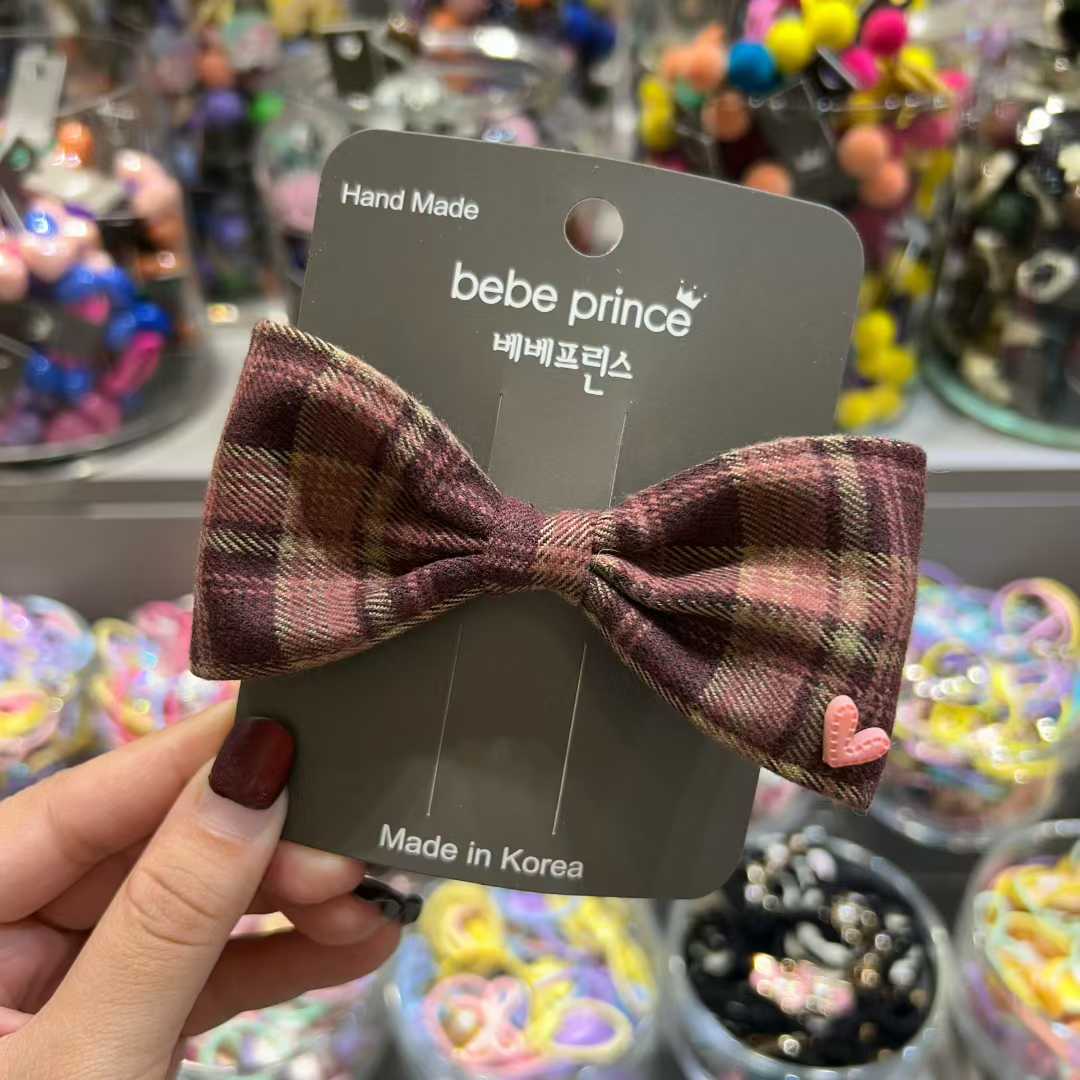 Hand Made
bebe prince
베베프린스
Made in Korea